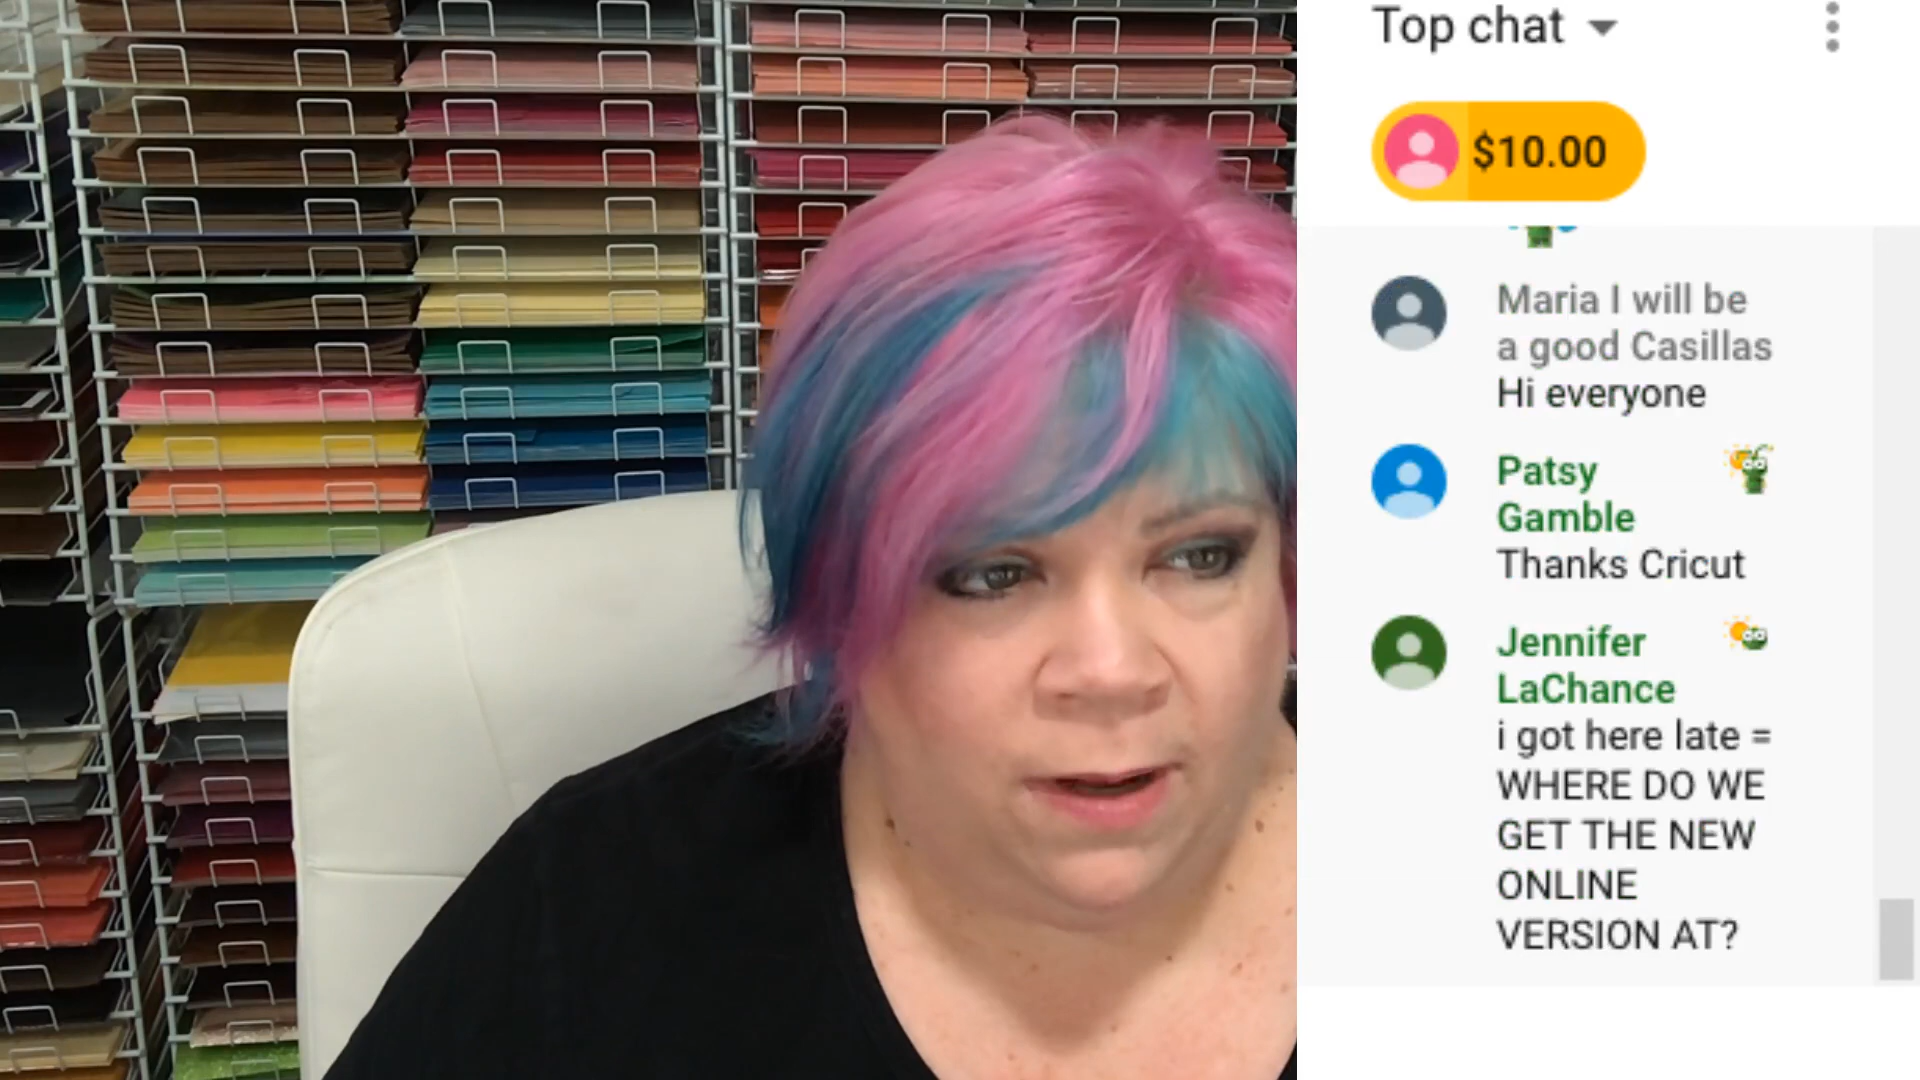 Top chat
$10.00
Maria I will be
a good Casillas
Hi everyone
Patsy
Gamble
Thanks Cricut
Jennifer
LaChance
i got here late =
WHERE DO WE
GET THE NEW
ONLINE
VERSION AT?